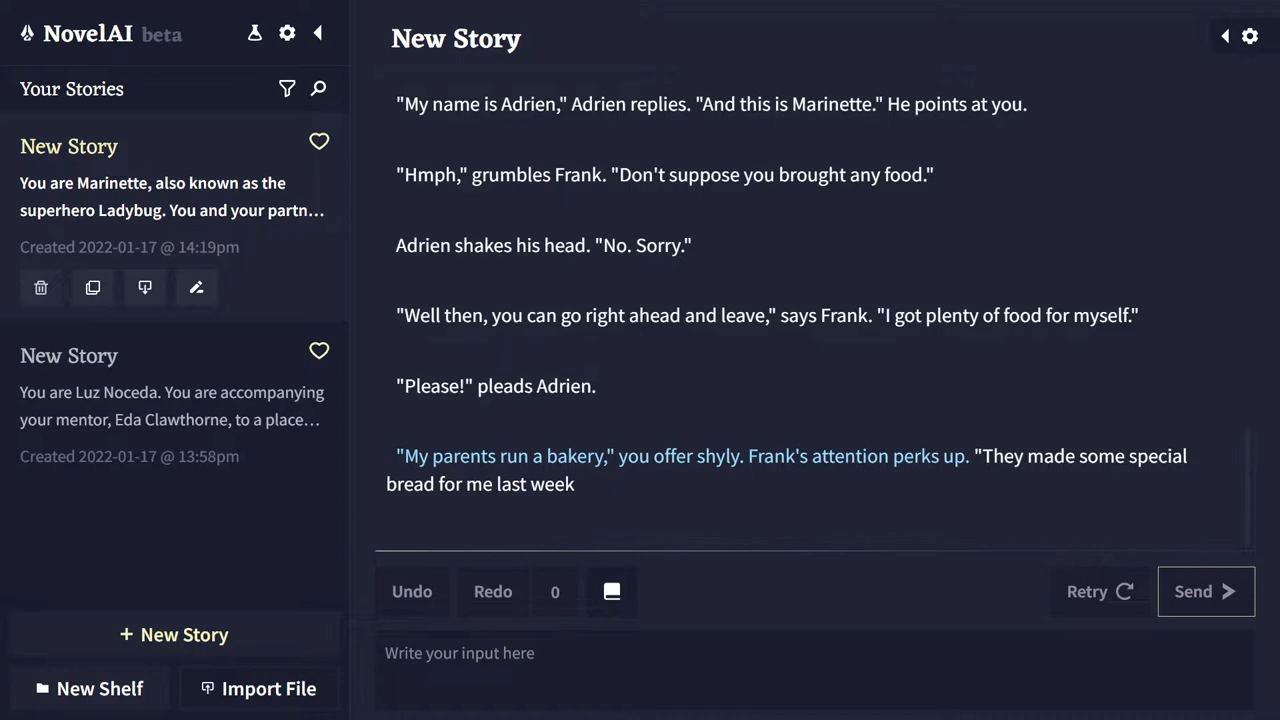 NovelAI beta
Your Stories
New Story
You are Marinette, also known as the
superhero Ladybug. You and your partn...
Created 2022-01-17 @ 14:19pm
New Story
You are Luz Noceda. You are accompanying
your mentor, Eda Clawthorne, to a place...
Created 2022-01-17 @ 13:58pm
+ New Story
New Shelf
Import File
New Story
"My name is Adrien," Adrien replies. "And this is Marinette." He points at you.
"Hmph," grumbles Frank. "Don't suppose you brought any food."
Adrien shakes his head. "No. Sorry."
"Well then, you can go right ahead and leave," says Frank. "I got plenty of food for myself."
"Please!" pleads Adrien.
"My parents run a bakery," you offer shyly. Frank's attention perks up. "They made some special
bread for me last week
Undo
Redo
0
Retry
Send
Write your input here